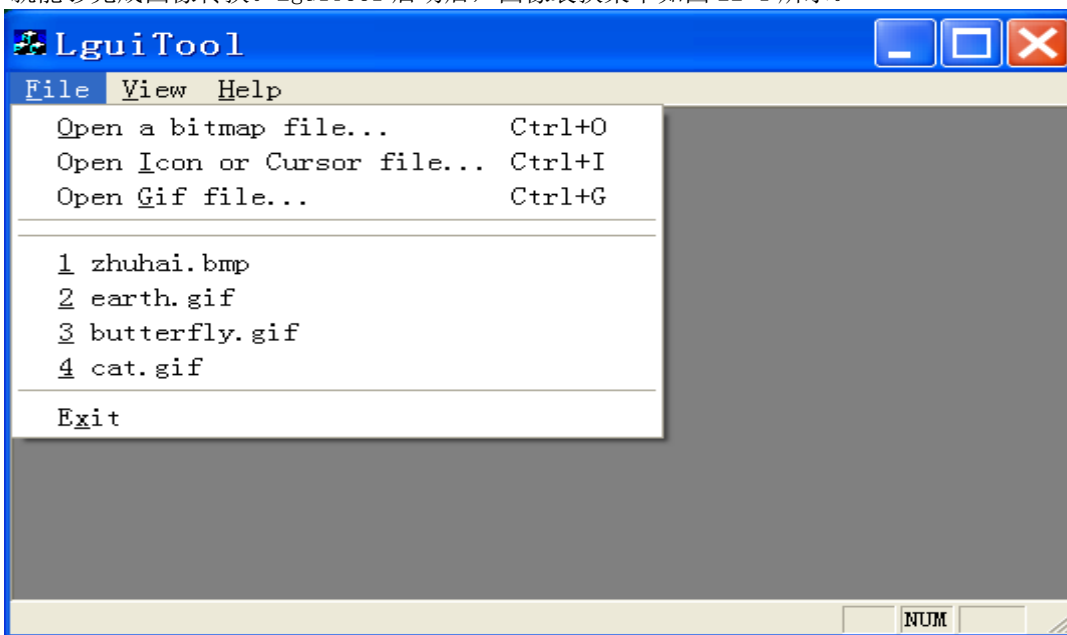 LguiTool
File View Help
Open a bitmap file... Ctrl+O
Open Icon or Cursor file... Ctrl+I
Open Gif file... Ctrl+G
1 zhuhai.bmp
2 earth.gif
3 butterfly.gif
4 cat.gif
Exit
NUM